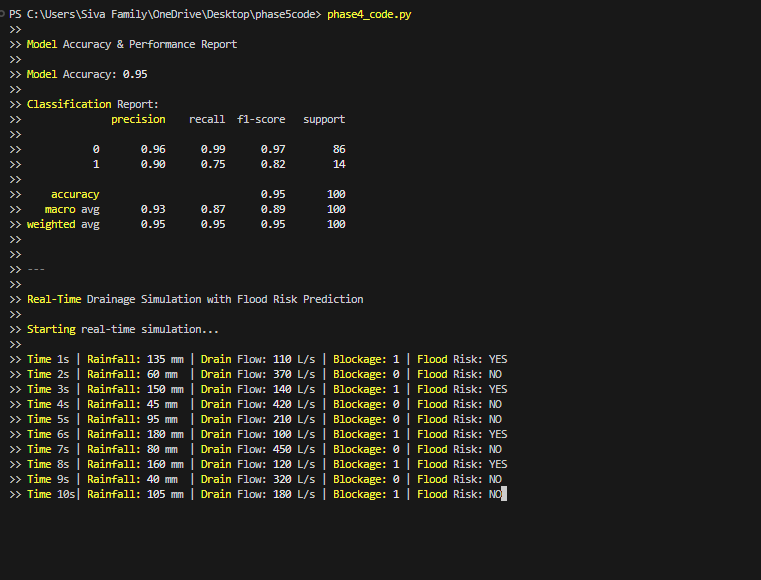 PS C:\Users\Siva Family\OneDrive\Desktop\phase5code> phase4_code.py
>>
>> Model Accuracy & Performance Report
>>
>> Model Accuracy: 0.95
>>
>> Classification Report:
>>               precision    recall  f1-score   support
>>
>>            0       0.96      0.99      0.97        86
>>            1       0.90      0.75      0.82        14
>>
>>     accuracy                           0.95       100
>>    macro avg       0.93      0.87      0.89       100
>> weighted avg       0.95      0.95      0.95       100
>>
>>
>> ---
>>
>> Real-Time Drainage Simulation with Flood Risk Prediction
>>
>> Starting real-time simulation...
>>
>> Time 1s | Rainfall: 135 mm | Drain Flow: 110 L/s | Blockage: 1 | Flood Risk: YES
>> Time 2s | Rainfall: 60 mm  | Drain Flow: 370 L/s | Blockage: 0 | Flood Risk: NO
>> Time 3s | Rainfall: 150 mm | Drain Flow: 140 L/s | Blockage: 1 | Flood Risk: YES
>> Time 4s | Rainfall: 45 mm  | Drain Flow: 420 L/s | Blockage: 0 | Flood Risk: NO
>> Time 5s | Rainfall: 95 mm  | Drain Flow: 210 L/s | Blockage: 0 | Flood Risk: NO
>> Time 6s | Rainfall: 180 mm | Drain Flow: 100 L/s | Blockage: 1 | Flood Risk: YES
>> Time 7s | Rainfall: 80 mm  | Drain Flow: 450 L/s | Blockage: 0 | Flood Risk: NO
>> Time 8s | Rainfall: 160 mm | Drain Flow: 120 L/s | Blockage: 1 | Flood Risk: YES
>> Time 9s | Rainfall: 40 mm  | Drain Flow: 320 L/s | Blockage: 0 | Flood Risk: NO
>> Time 10s| Rainfall: 105 mm | Drain Flow: 180 L/s | Blockage: 1 | Flood Risk: NO